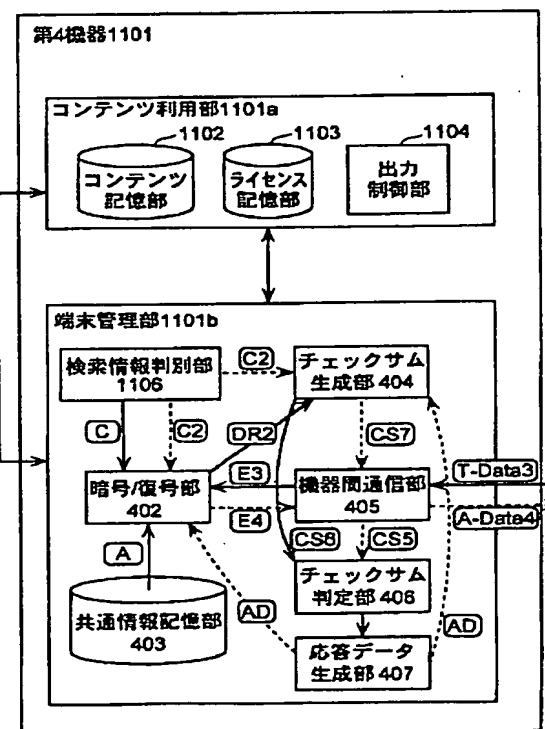 第4機器1101
コンテンツ利用部1101a
1102
1103
1104
コンテンツ
記憶部
ライセンス
記憶部
出力
制御部
端末管理部1101b
検索情報判別部
1106
C2
チェックサム
生成部 404
C
C2
DR2
CS7
T-Data3
暗号/復号部
402
E3
E4
機器間通信部
405
A-Data4
A
CS6
CS5
チェックサム
判定部 406
共通情報記憶部
403
AD
AD
応答データ
生成部 407